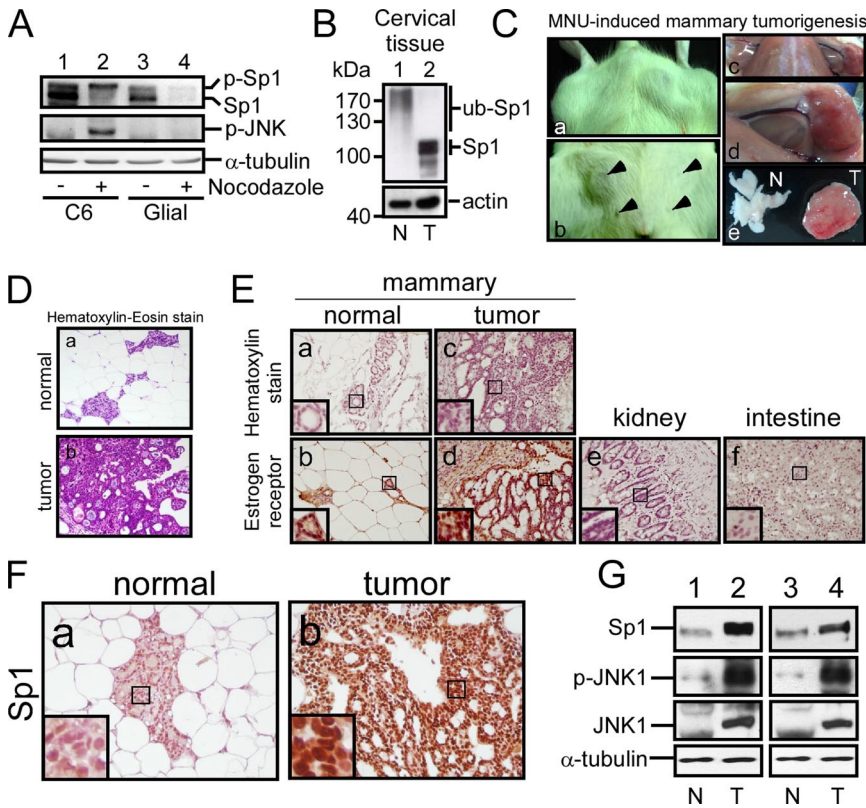 A
1 2 3 4
p-Sp1
Sp1
p-JNK
α-tubulin
- + - + Nocodazole
C6 Glial
B
Cervical
tissue
kDa 1 2
170
130
ub-Sp1
100
Sp1
actin
40
N T
C
MNU-induced mammary tumorigenesis
a
b
c
d
N T
e
D
Hematoxylin-Eosin stain
normal
a
tumor
b
E
mammary
normal tumor
Hematoxylin
stain
a c
kidney intestine
Estrogen
receptor
b d e f
F
normal tumor
Sp1
a b
G
1 2 3 4
Sp1
p-JNK1
JNK1
α-tubulin
N T N T